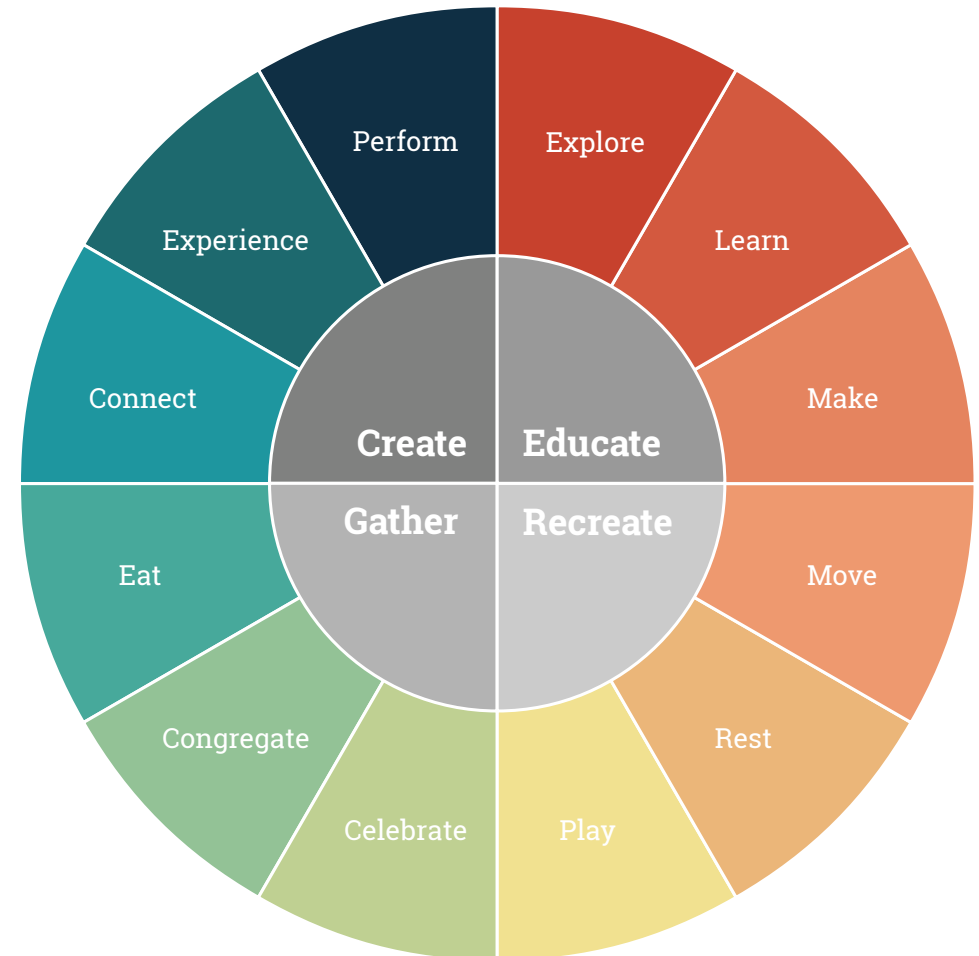 Perform
Explore
Experience
Learn
Connect
Make
Create
Educate
Gather
Recreate
Eat
Move
Congregate
Rest
Celebrate
Play